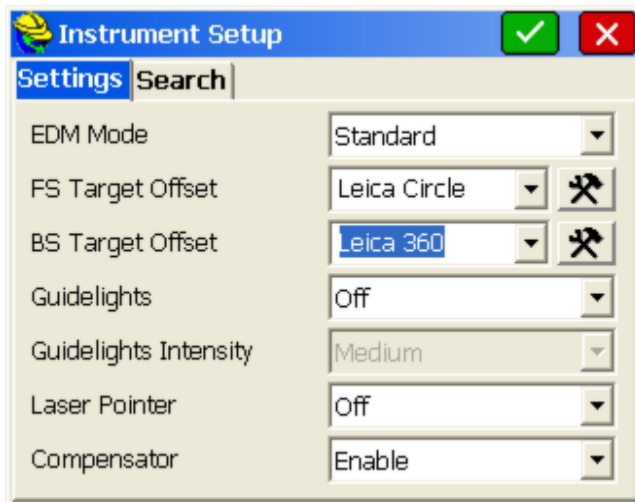 Instrument Setup
Settings Search
EDM Mode Standard
FS Target Offset Leica Circle
BS Target Offset Leica 360
Guidelights Off
Guidelights Intensity Medium
Laser Pointer Off
Compensator Enable